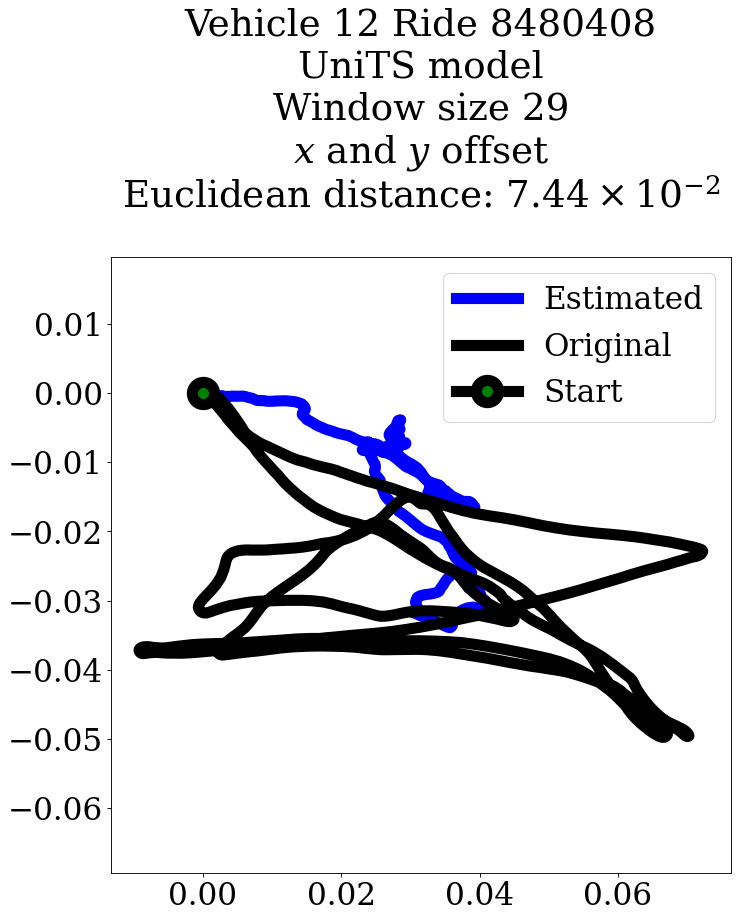 Vehicle 12 Ride 8480408
UniTS model
Window size 29
x and y offset
Euclidean distance: 7.44 × 10⁻²
Estimated
Original
Start
0.01
0.00
−0.01
−0.02
−0.03
−0.04
−0.05
−0.06
0.00 0.02 0.04 0.06